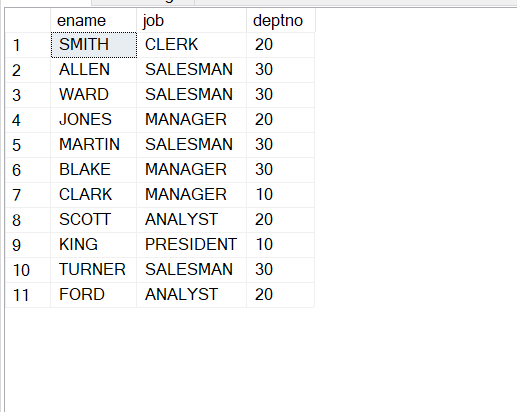 ename job deptno
1 SMITH CLERK 20
2 ALLEN SALESMAN 30
3 WARD SALESMAN 30
4 JONES MANAGER 20
5 MARTIN SALESMAN 30
6 BLAKE MANAGER 30
7 CLARK MANAGER 10
8 SCOTT ANALYST 20
9 KING PRESIDENT 10
10 TURNER SALESMAN 30
11 FORD ANALYST 20